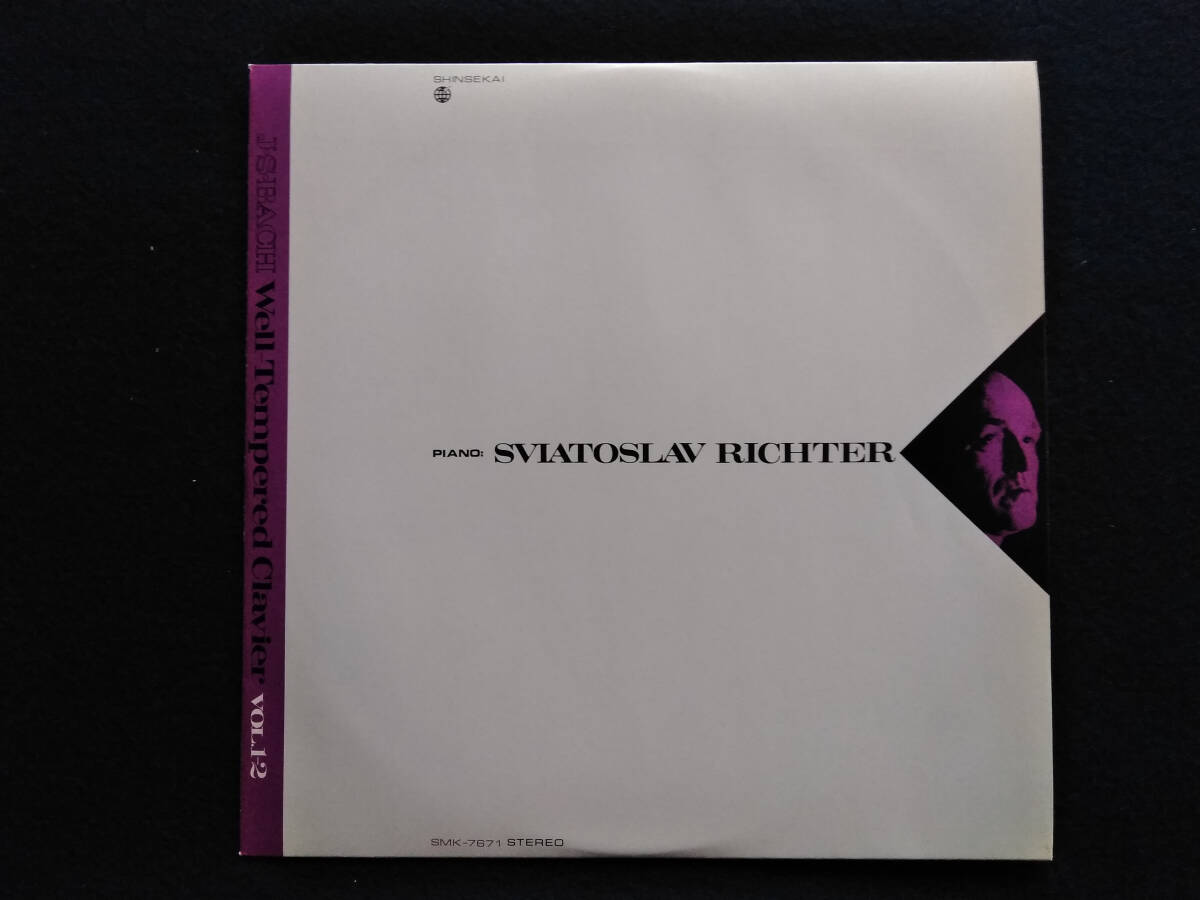 SHINSEKAI
J·S·BACH Well-Tempered Clavier VOL.1-2
PIANO: SVIATOSLAV RICHTER
SMK-7671 STEREO